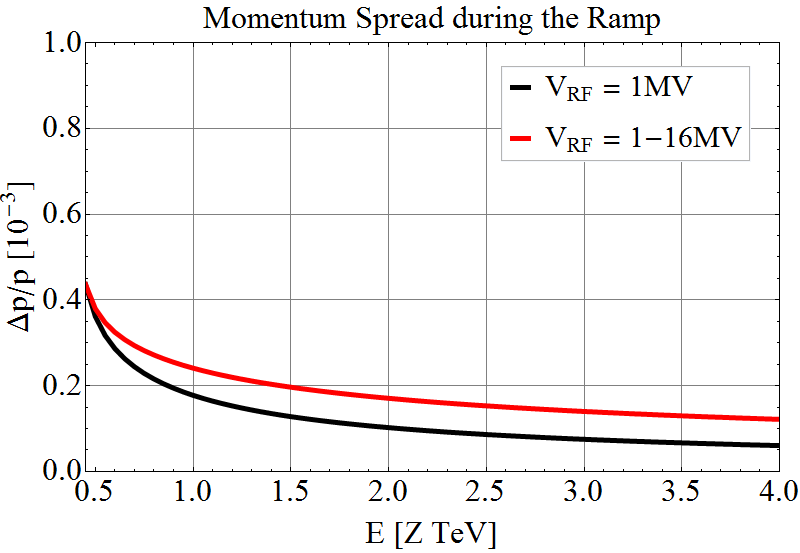 Momentum Spread during the Ramp
1.0
0.8
0.6
0.4
0.2
0.0
Δp/p [10⁻³]
V_RF = 1MV
V_RF = 1−16MV
0.5 1.0 1.5 2.0 2.5 3.0 3.5 4.0
E [Z TeV]